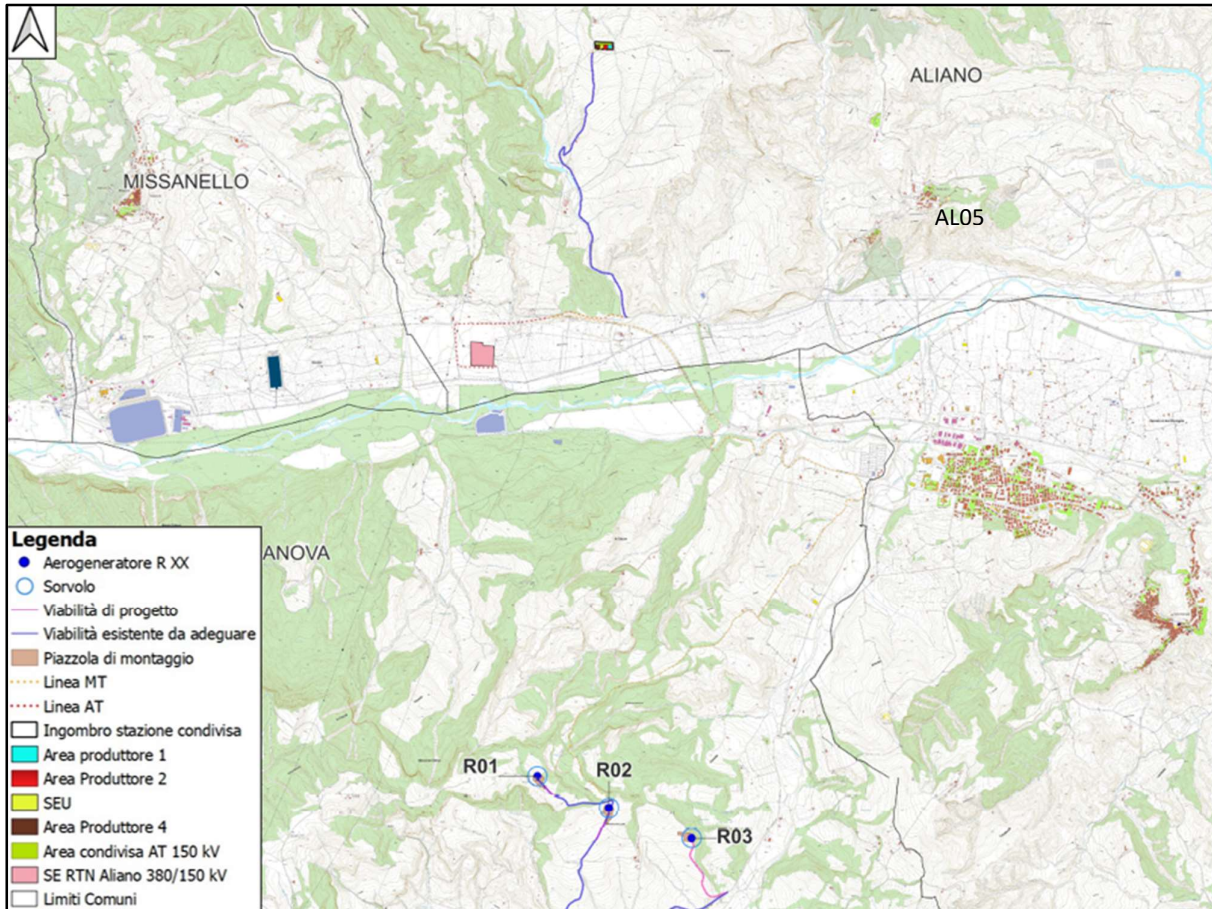 ALIANO
MISSANELLO
AL05
Legenda
Aerogeneratore R XX
Sorvolo
Viabilità di progetto
Viabilità esistente da adeguare
Piazzola di montaggio
Linea MT
Linea AT
Ingombro stazione condivisa
Area produttore 1
Area Produttore 2
SEU
Area Produttore 4
Area condivisa AT 150 kV
SE RTN Aliano 380/150 kV
Limiti Comuni
ANOVA
R01
R02
R03